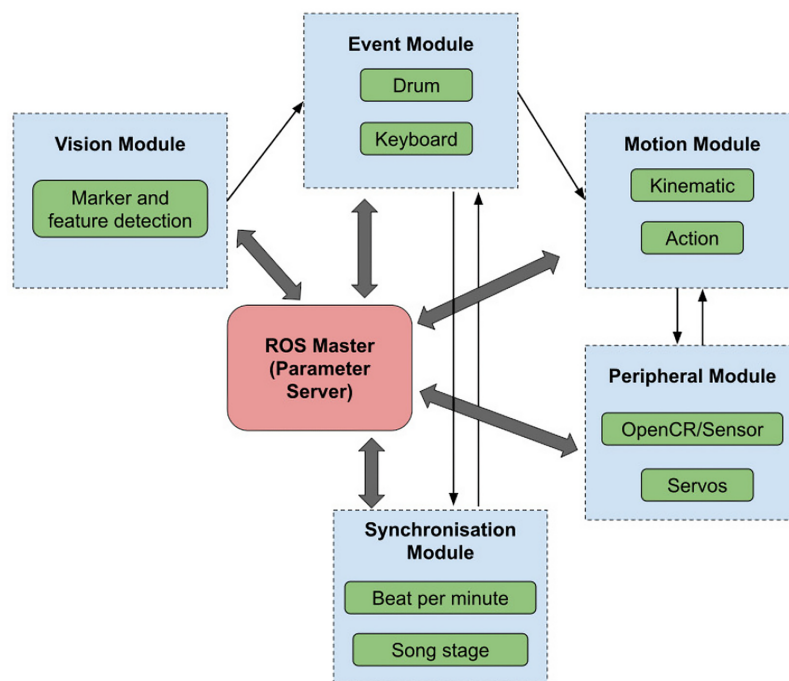 Event Module
Drum
Keyboard
Vision Module
Marker and
feature detection
Motion Module
Kinematic
Action
ROS Master
(Parameter
Server)
Peripheral Module
OpenCR/Sensor
Servos
Synchronisation
Module
Beat per minute
Song stage